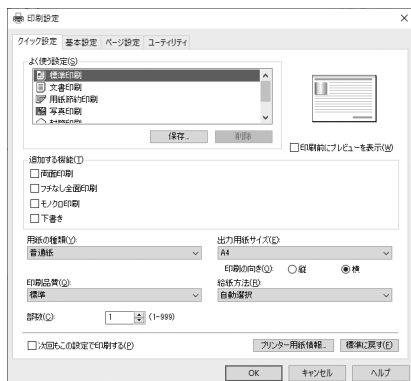 印刷設定
クイック設定 基本設定 ページ設定 ユーティリティ
よく使う設定(S)
標準印刷
文書印刷
用紙節約印刷
写真印刷
封筒印刷
保存... 削除
印刷前にプレビューを表示(W)
追加する機能(T)
両面印刷
フチなし全面印刷
モノクロ印刷
下書き
用紙の種類(Y):
普通紙
出力用紙サイズ(E):
A4
印刷の向き(O): 縦 横
印刷品質(Q):
標準
給紙方法(R):
自動選択
部数(C): 1 (1-999)
次回もこの設定で印刷する(P)
プリンター用紙情報... 標準に戻す(F)
OK キャンセル ヘルプ